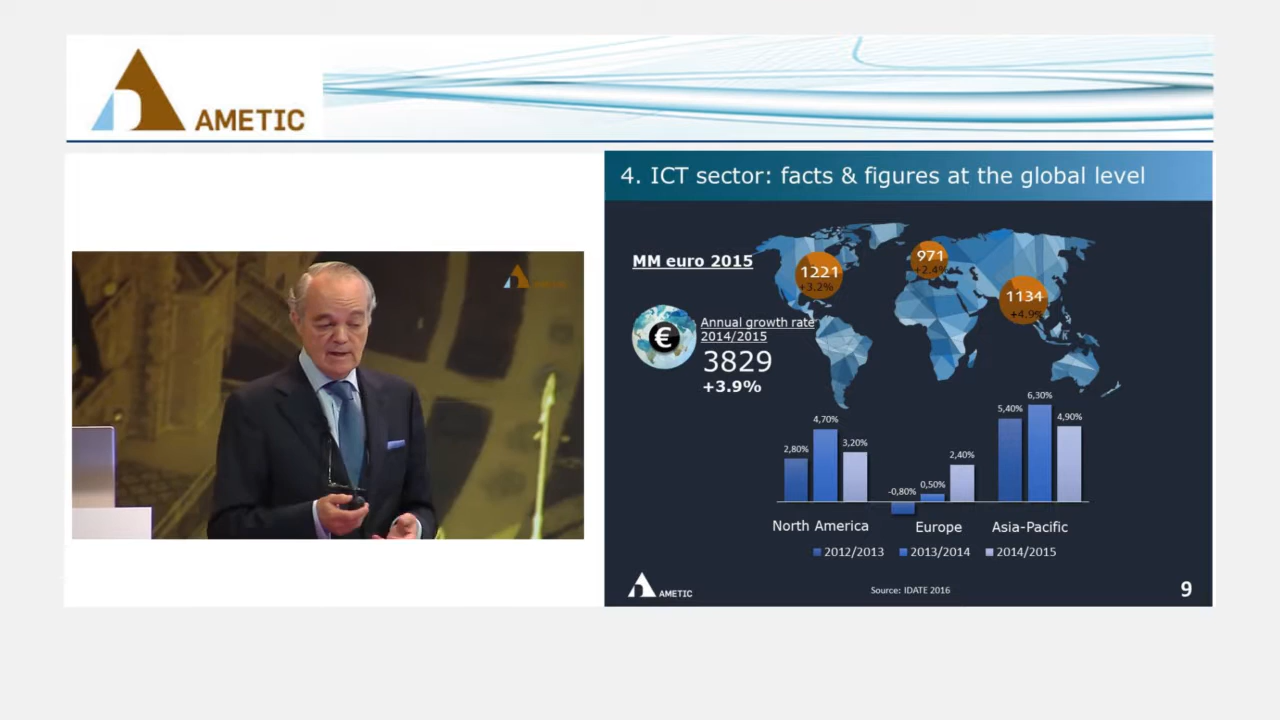 AMETIC
4. ICT sector: facts & figures at the global level
MM euro 2015
1221
+3.2%
971
+2.4%
1134
+4.9%
€
Annual growth rate
2014/2015
3829
+3.9%
2,80%
4,70%
3,20%
-0,80%
0,50%
2,40%
5,40%
6,30%
4,90%
North America
Europe
Asia-Pacific
2012/2013
2013/2014
2014/2015
AMETIC
Source: IDATE 2016
9